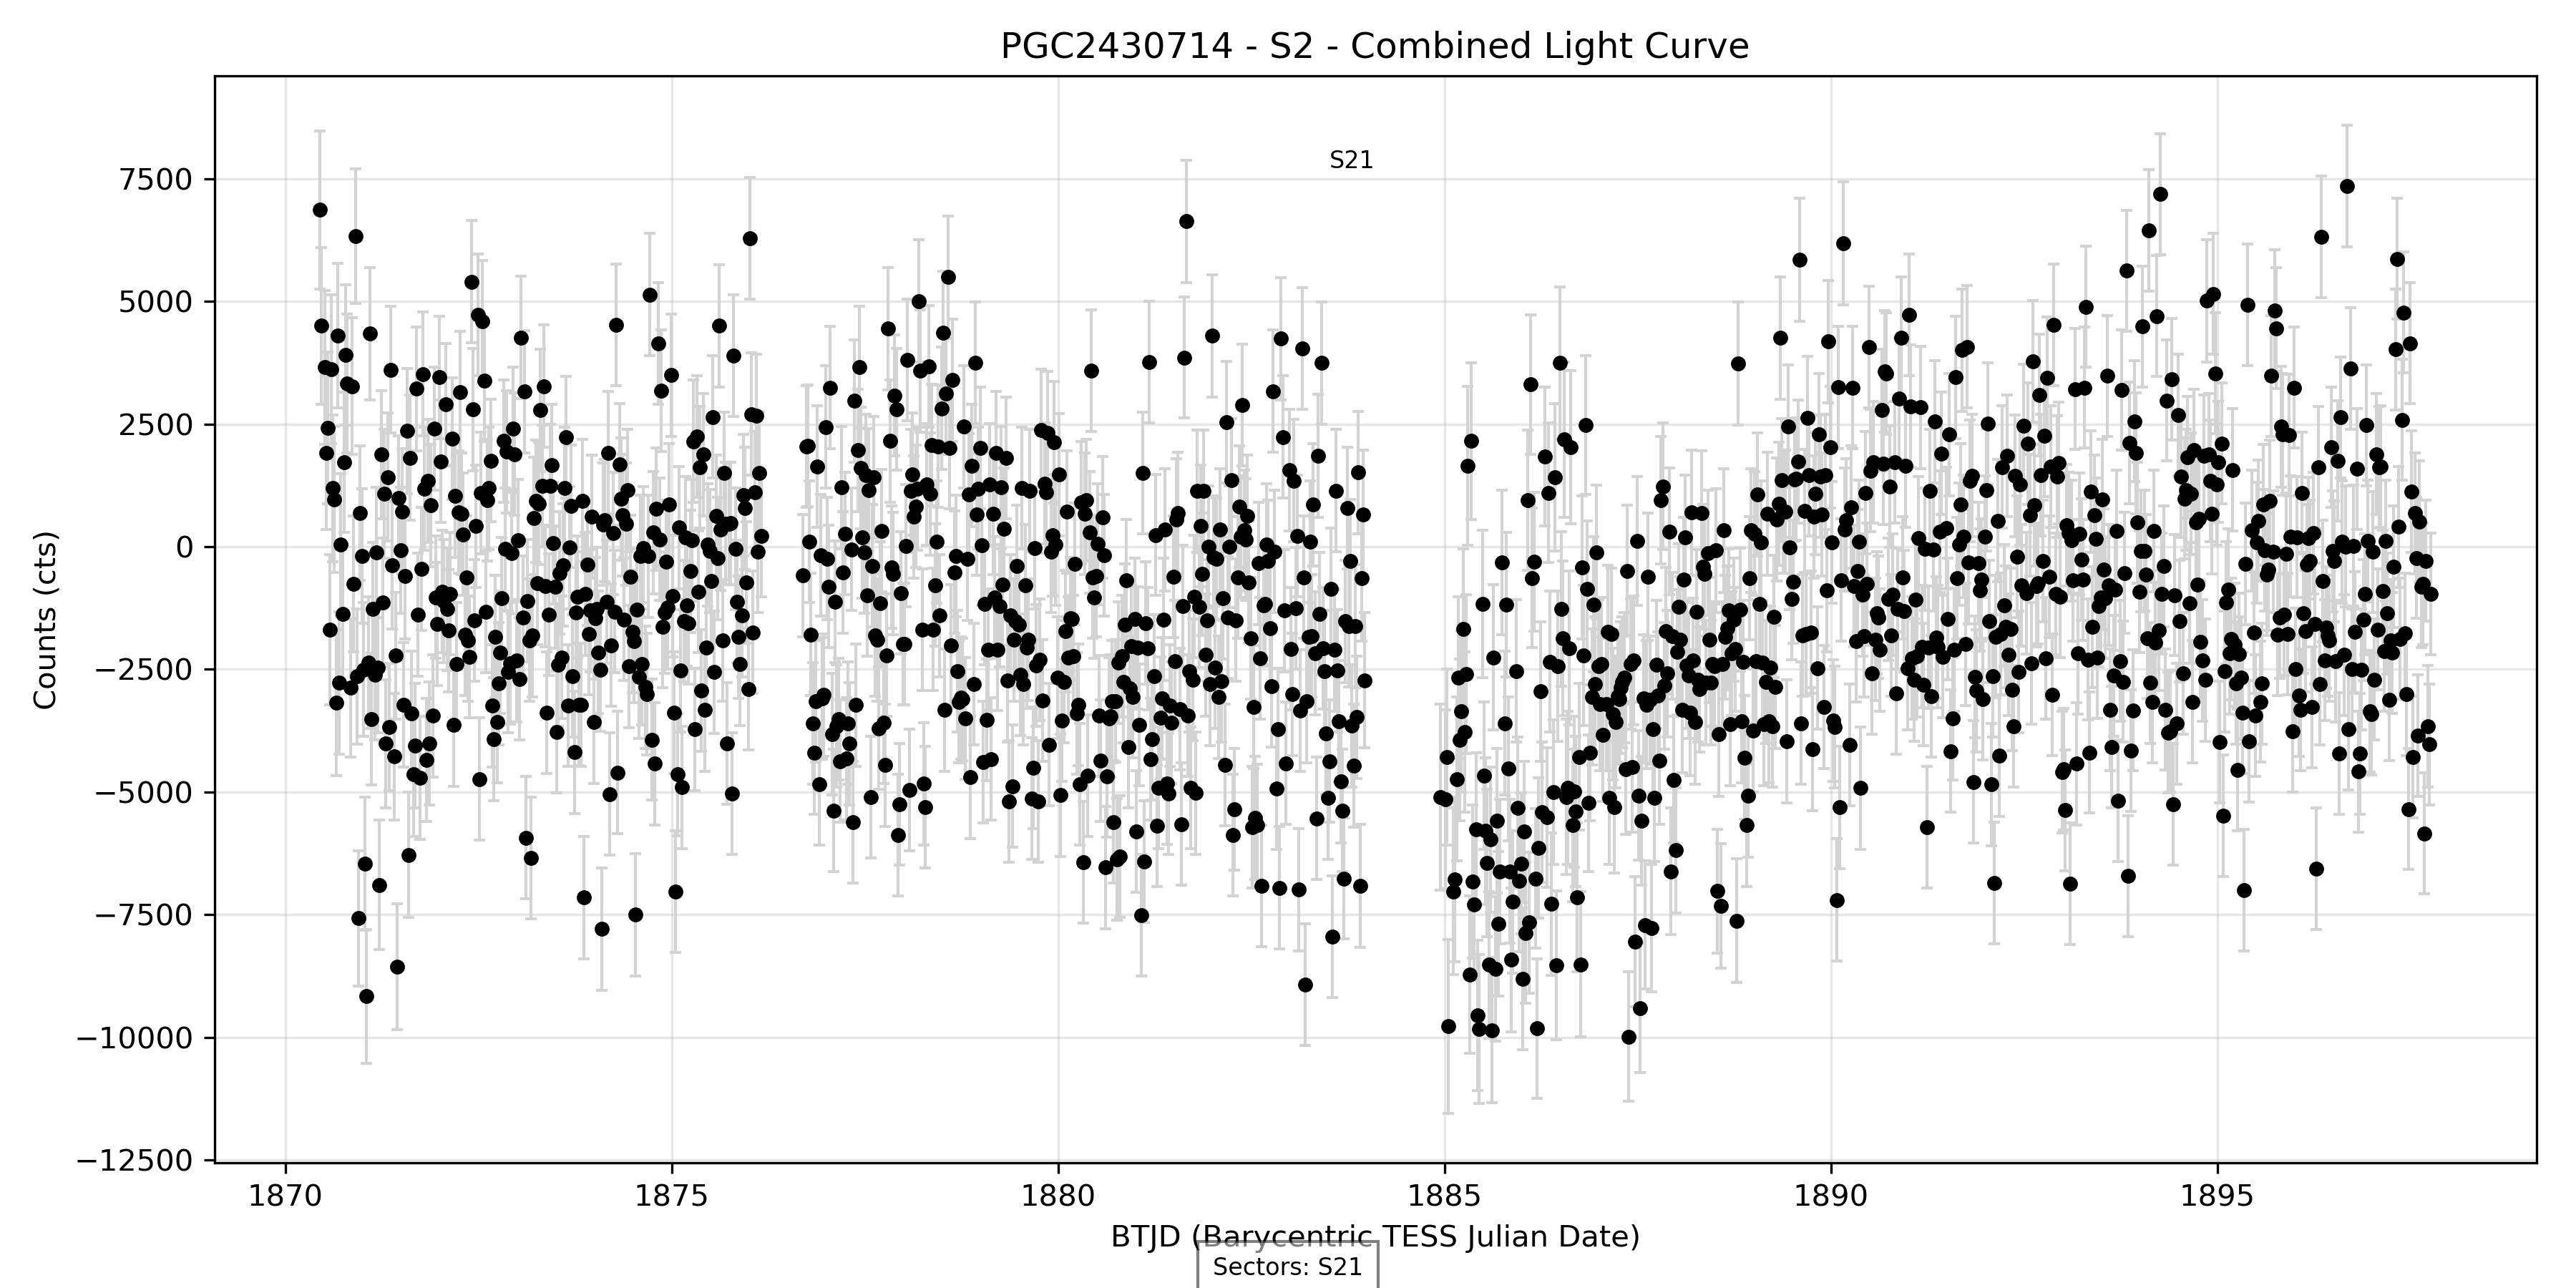 PGC2430714 - S2 - Combined Light Curve
S21
7500
5000
2500
0
−2500
−5000
−7500
−10000
−12500
Counts (cts)
1870 1875 1880 1885 1890 1895
BTJD (Barycentric TESS Julian Date)
Sectors: S21